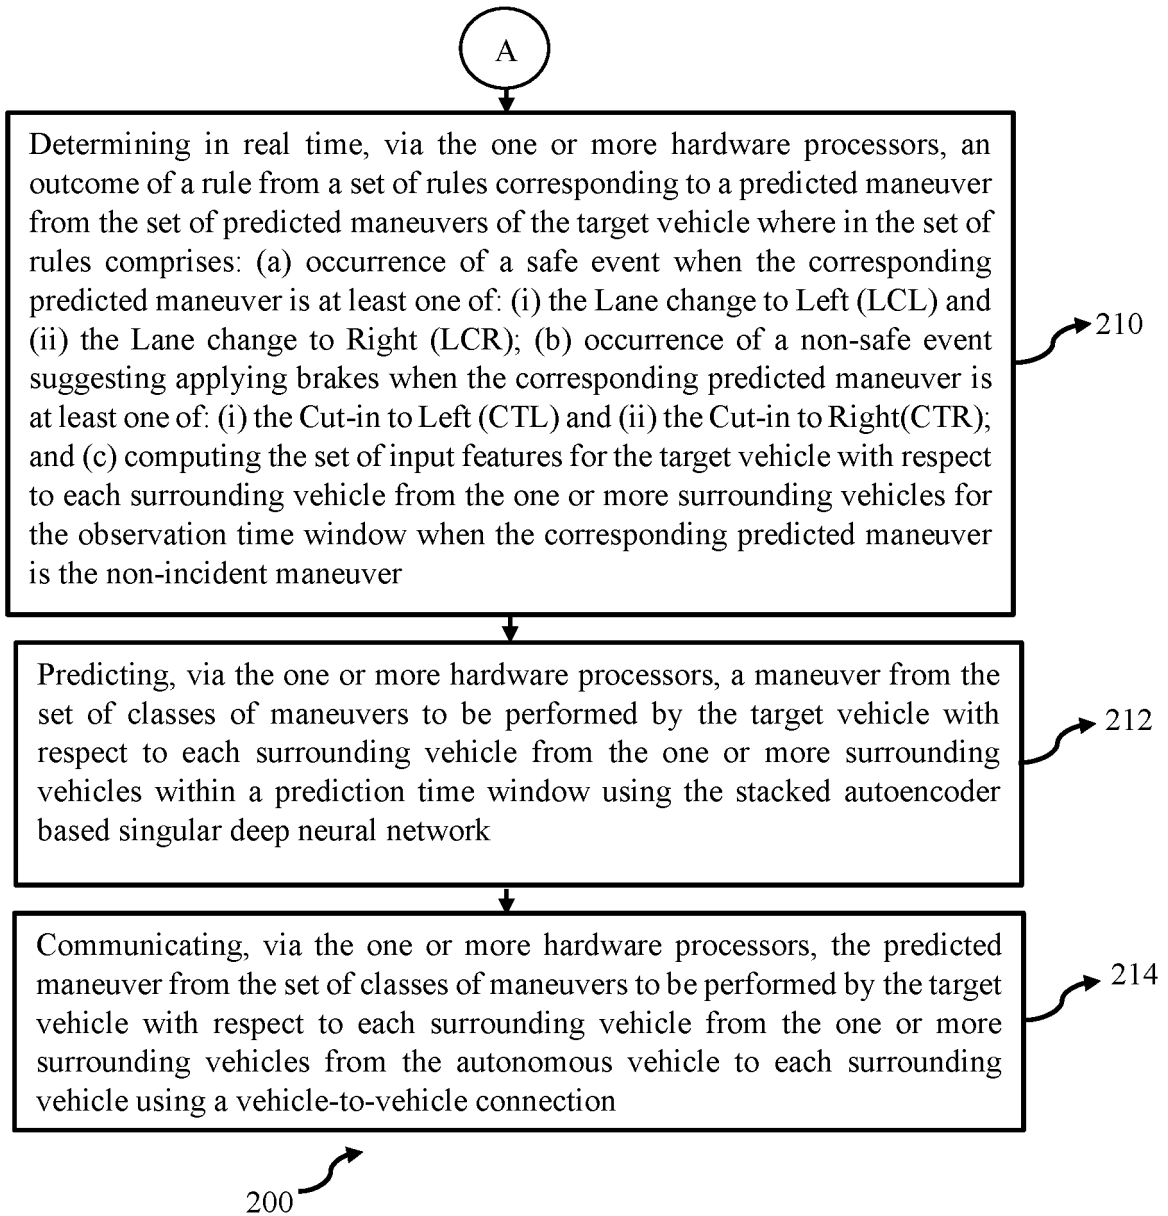 A
Determining in real time, via the one or more hardware processors, an
outcome of a rule from a set of rules corresponding to a predicted maneuver
from the set of predicted maneuvers of the target vehicle where in the set of
rules comprises: (a) occurrence of a safe event when the corresponding
predicted maneuver is at least one of: (i) the Lane change to Left (LCL) and
(ii) the Lane change to Right (LCR); (b) occurrence of a non-safe event
suggesting applying brakes when the corresponding predicted maneuver is
at least one of: (i) the Cut-in to Left (CTL) and (ii) the Cut-in to Right(CTR);
and (c) computing the set of input features for the target vehicle with respect
to each surrounding vehicle from the one or more surrounding vehicles for
the observation time window when the corresponding predicted maneuver
is the non-incident maneuver
210
Predicting, via the one or more hardware processors, a maneuver from the
set of classes of maneuvers to be performed by the target vehicle with
respect to each surrounding vehicle from the one or more surrounding
vehicles within a prediction time window using the stacked autoencoder
based singular deep neural network
212
Communicating, via the one or more hardware processors, the predicted
maneuver from the set of classes of maneuvers to be performed by the target
vehicle with respect to each surrounding vehicle from the one or more
surrounding vehicles from the autonomous vehicle to each surrounding
vehicle using a vehicle-to-vehicle connection
214
200